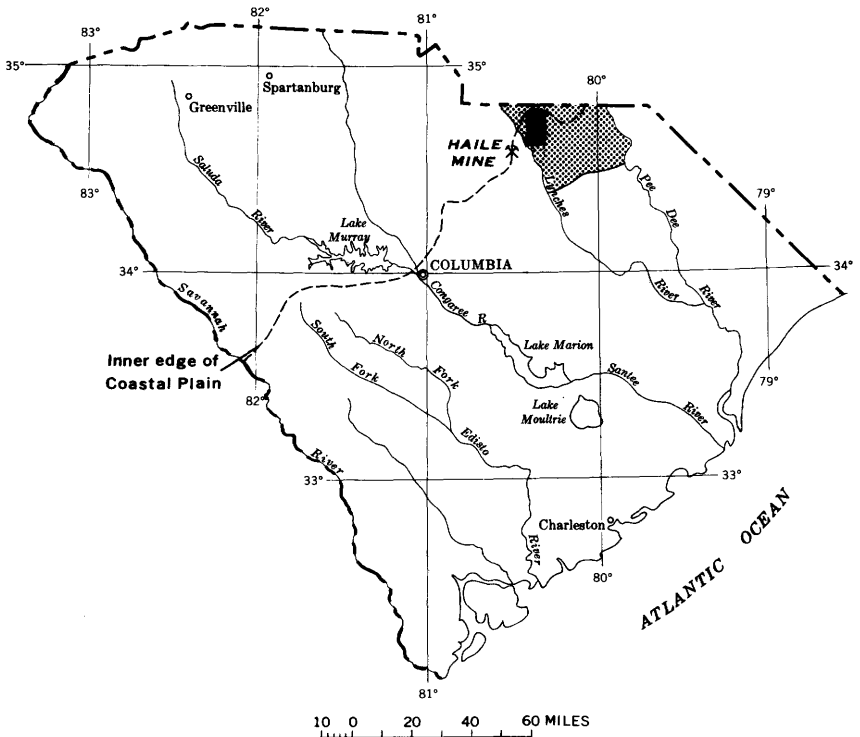 82°
83°
81°
35°
35°
80°
Spartanburg
Greenville
HAILE
MINE
83°
Saluda
River
Lynches
Pee
Dee
River
79°
Lake
Murray
34°
COLUMBIA
34°
Savannah
Congaree R
River
Inner edge of
Coastal Plain
South
Fork
North
Fork
Lake Marion
Santee
River
82°
79°
Lake
Moultrie
Edisto
River
River
33°
33°
Charleston
80°
ATLANTIC OCEAN
81°
10 0 20 40 60 MILES